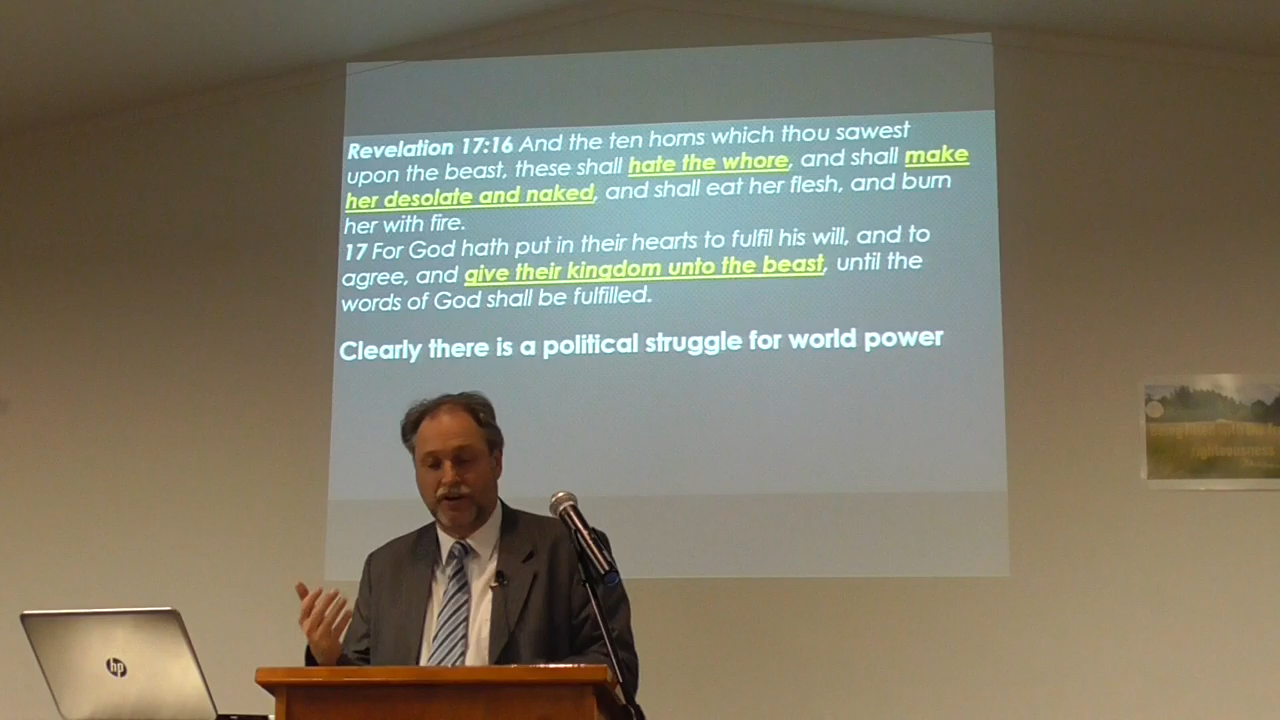 Revelation 17:16 And the ten horns which thou sawest
upon the beast, these shall hate the whore, and shall make
her desolate and naked, and shall eat her flesh, and burn
her with fire.
17 For God hath put in their hearts to fulfil his will, and to
agree, and give their kingdom unto the beast, until the
words of God shall be fulfilled.
Clearly there is a political struggle for world power
righteousness
hp